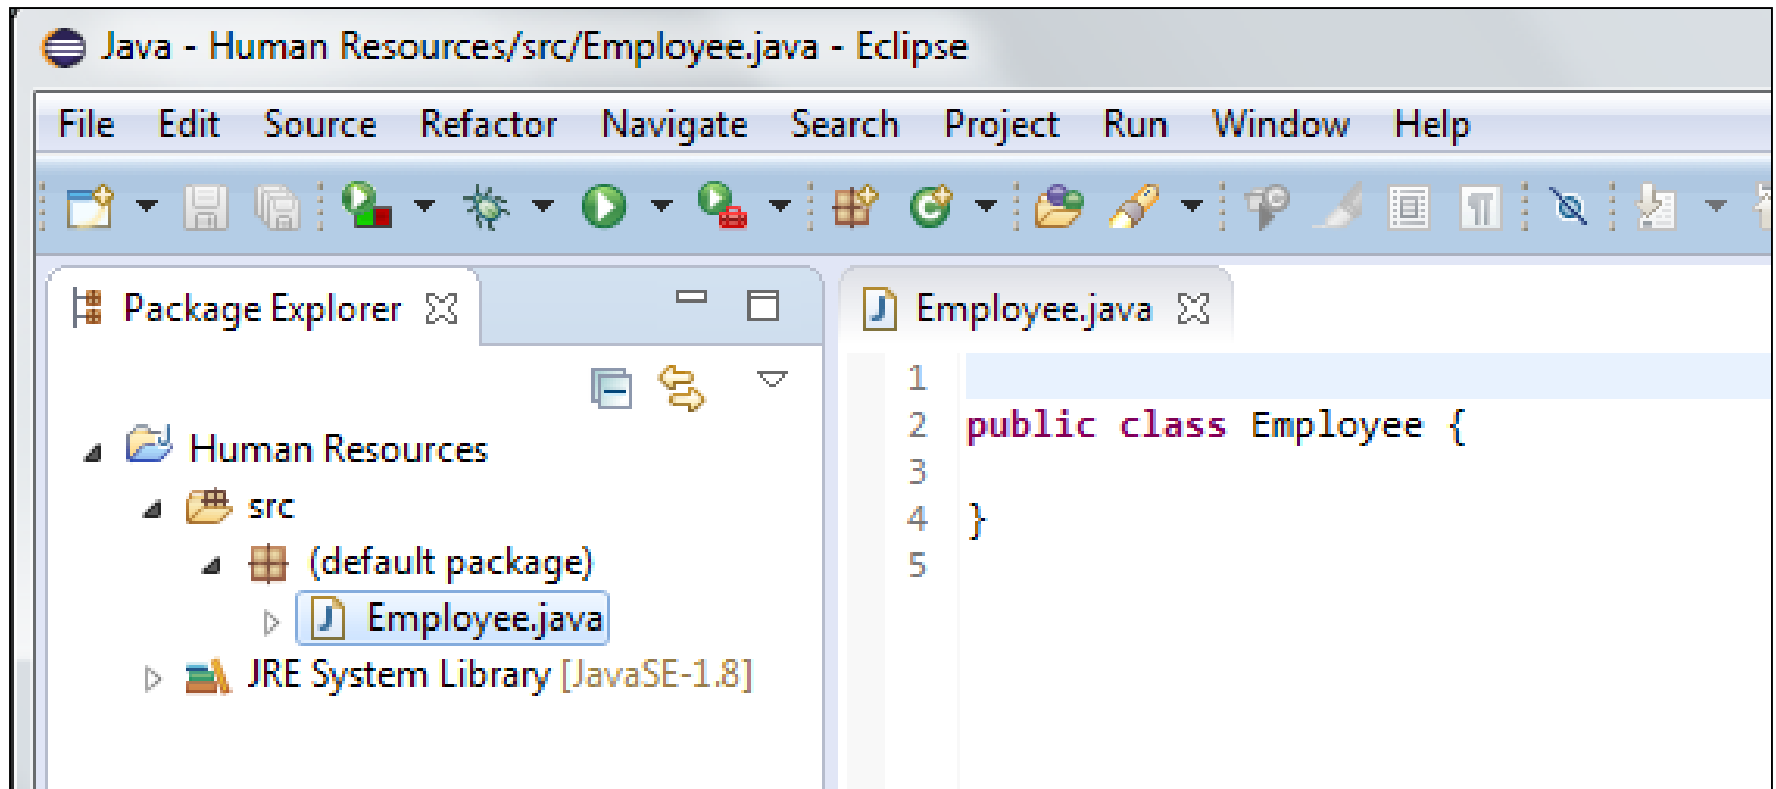 Java - Human Resources/src/Employee.java - Eclipse
File Edit Source Refactor Navigate Search Project Run Window Help
Package Explorer
Human Resources
src
(default package)
Employee.java
JRE System Library [JavaSE-1.8]
Employee.java
1
2 public class Employee {
3
4 }
5